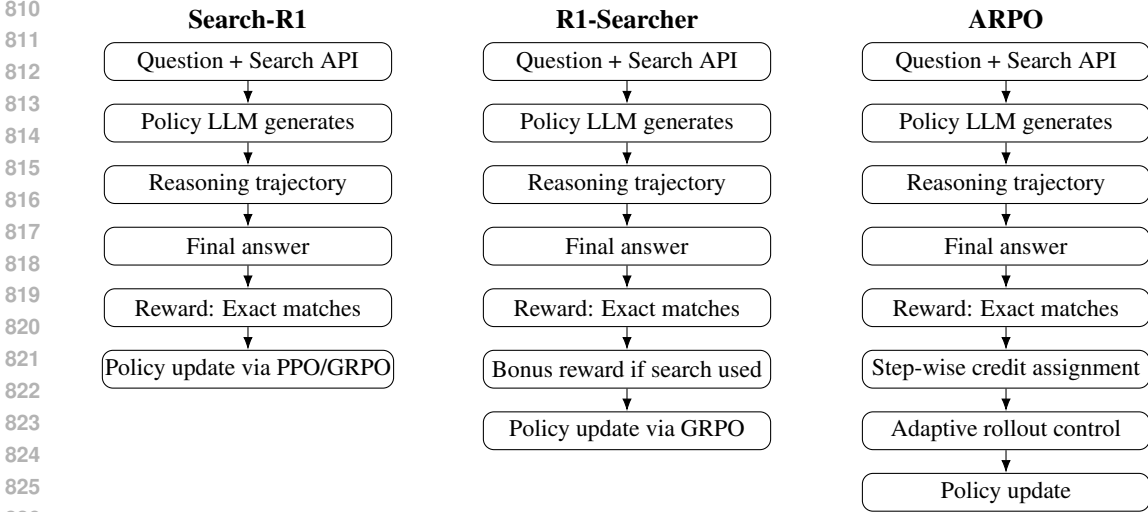 810
811
812
813
814
815
816
817
818
819
820
821
822
823
824
825
Search-R1
Question + Search API
Policy LLM generates
Reasoning trajectory
Final answer
Reward: Exact matches
Policy update via PPO/GRPO
R1-Searcher
Question + Search API
Policy LLM generates
Reasoning trajectory
Final answer
Reward: Exact matches
Bonus reward if search used
Policy update via GRPO
ARPO
Question + Search API
Policy LLM generates
Reasoning trajectory
Final answer
Reward: Exact matches
Step-wise credit assignment
Adaptive rollout control
Policy update